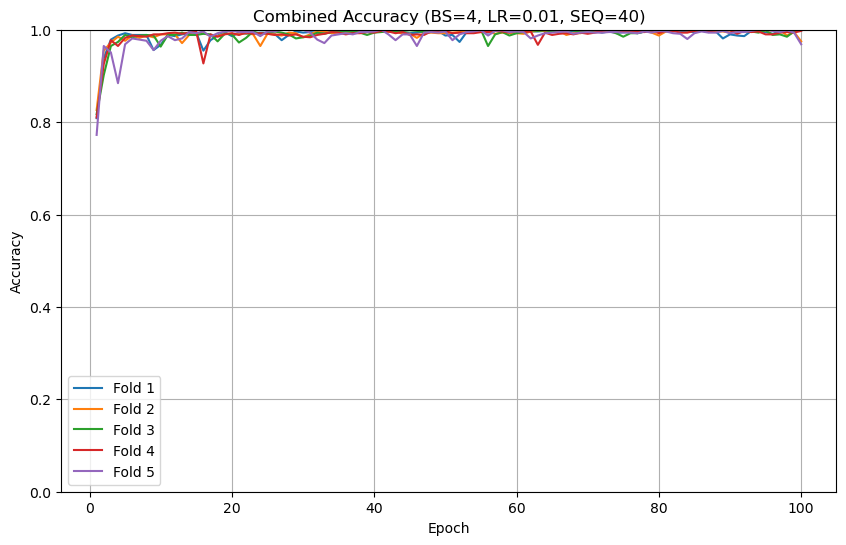 Combined Accuracy (BS=4, LR=0.01, SEQ=40)
1.0
0.8
0.6
0.4
0.2
0.0
Accuracy
Fold 1
Fold 2
Fold 3
Fold 4
Fold 5
0 20 40 60 80 100
Epoch